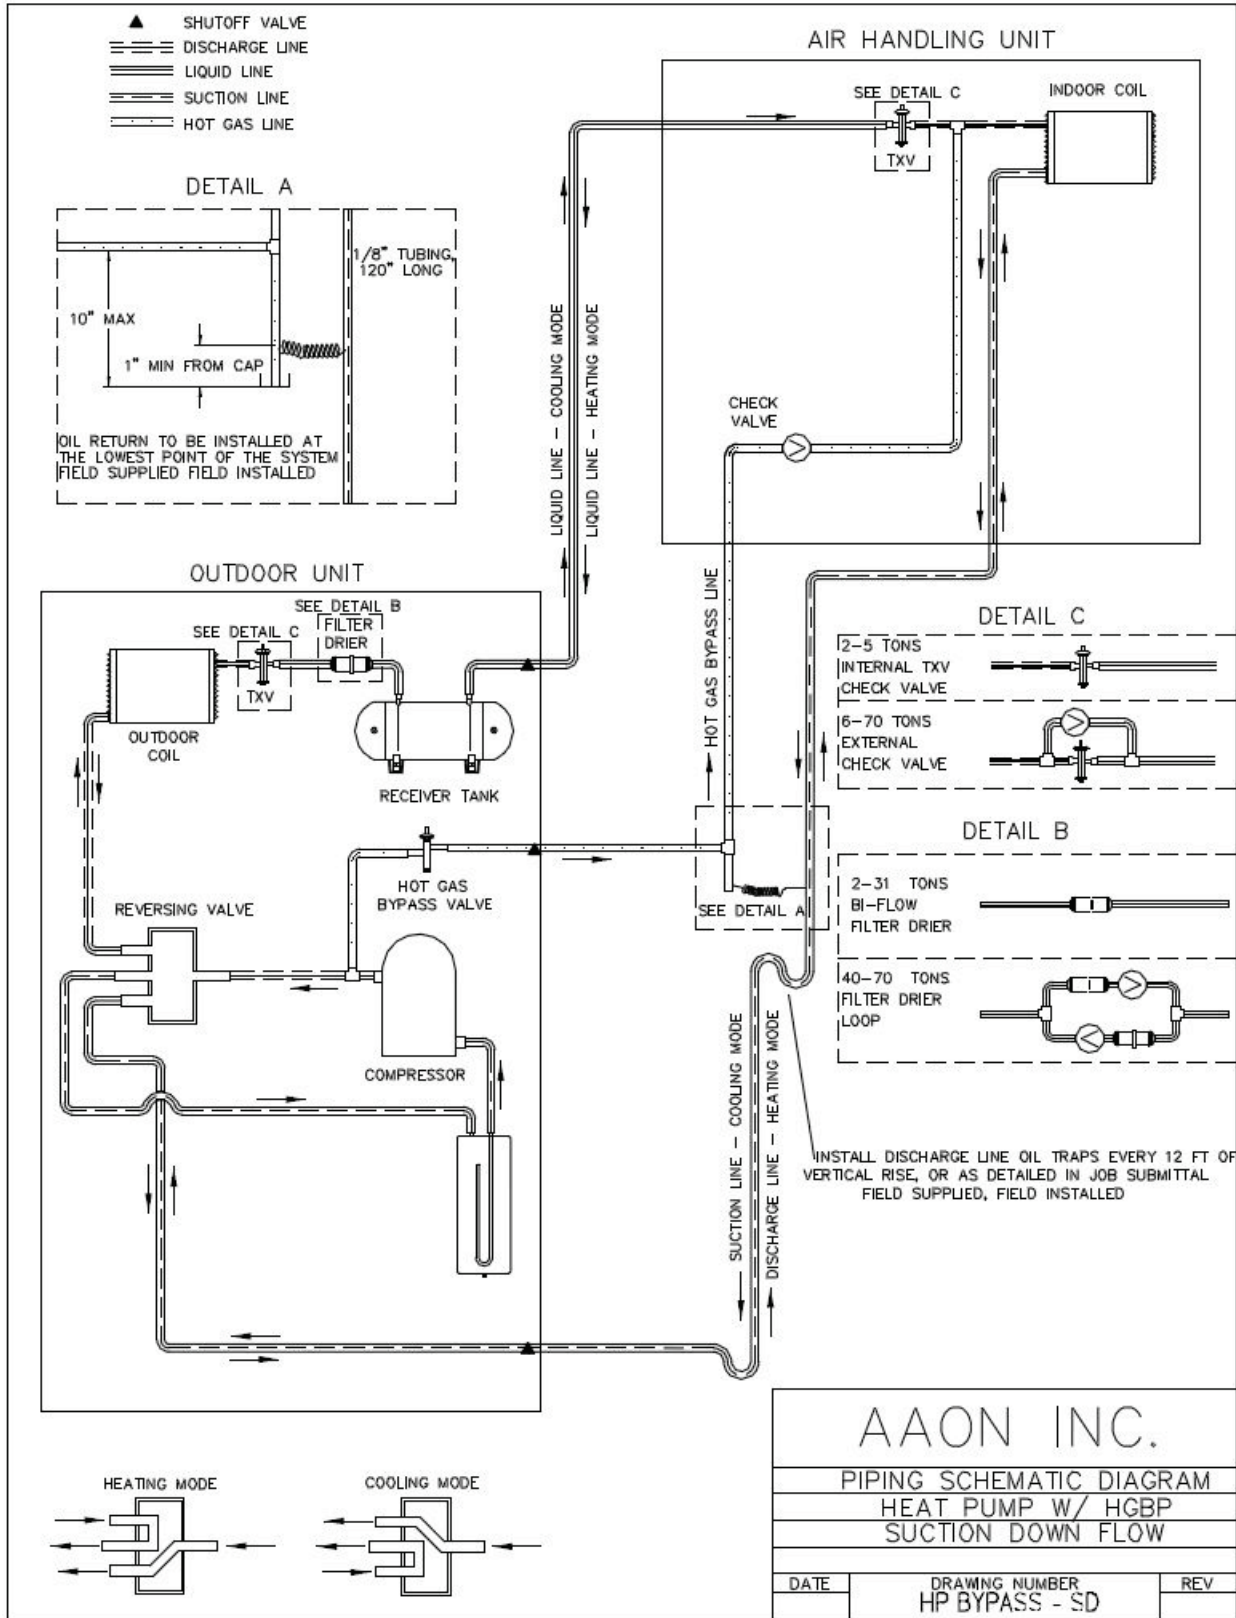 SHUTOFF VALVE
DISCHARGE LINE
LIQUID LINE
SUCTION LINE
HOT GAS LINE
DETAIL A
1/8" TUBING,
120" LONG
10" MAX
1" MIN FROM CAP
OIL RETURN TO BE INSTALLED AT
THE LOWEST POINT OF THE SYSTEM
FIELD SUPPLIED FIELD INSTALLED
AIR HANDLING UNIT
SEE DETAIL C
INDOOR COIL
TXV
CHECK
VALVE
LIQUID LINE - COOLING MODE
LIQUID LINE - HEATING MODE
HOT GAS BYPASS LINE
OUTDOOR UNIT
SEE DETAIL B
FILTER
DRIER
SEE DETAIL C
TXV
OUTDOOR
COIL
RECEIVER TANK
HOT GAS
BYPASS VALVE
REVERSING VALVE
COMPRESSOR
SEE DETAIL A
SUCTION LINE - COOLING MODE
DISCHARGE LINE - HEATING MODE
DETAIL C
2-5 TONS
INTERNAL TXV
CHECK VALVE
6-70 TONS
EXTERNAL
CHECK VALVE
DETAIL B
2-31 TONS
BI-FLOW
FILTER DRIER
40-70 TONS
FILTER DRIER
LOOP
INSTALL DISCHARGE LINE OIL TRAPS EVERY 12 FT OF
VERTICAL RISE, OR AS DETAILED IN JOB SUBMITTAL
FIELD SUPPLIED, FIELD INSTALLED
HEATING MODE
COOLING MODE
AAON INC.
PIPING SCHEMATIC DIAGRAM
HEAT PUMP W/ HGBP
SUCTION DOWN FLOW
DATE
DRAWING NUMBER
REV
HP BYPASS - SD